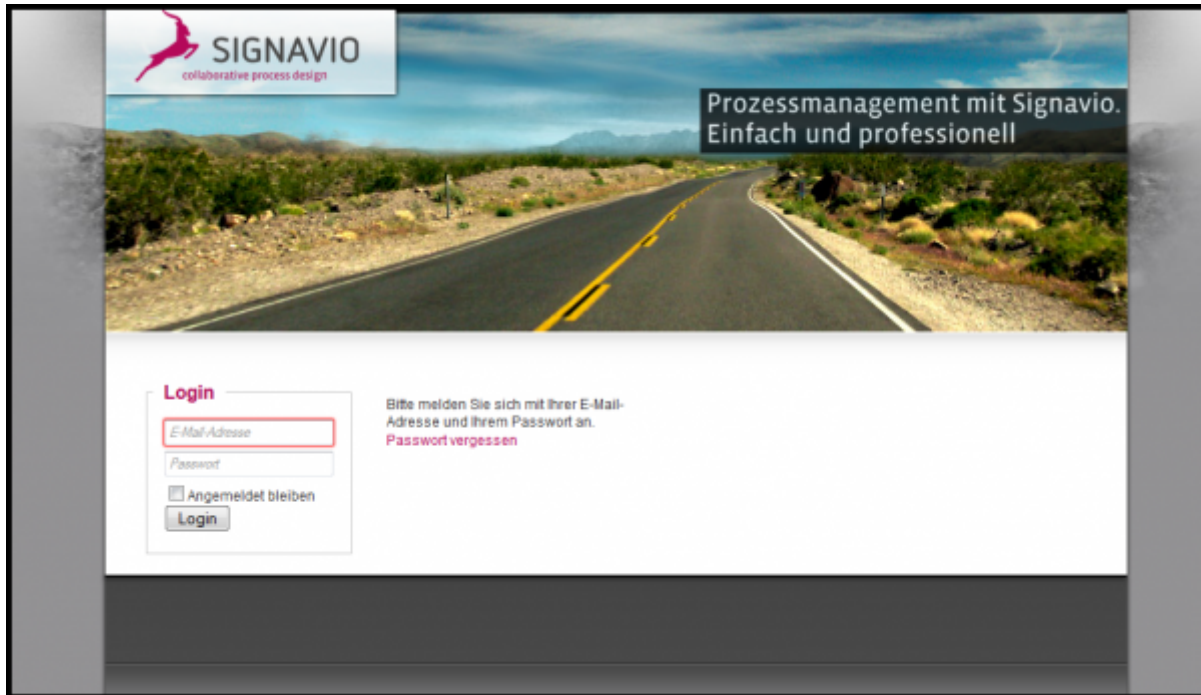 SIGNAVIO
collaborative process design
Prozessmanagement mit Signavio.
Einfach und professionell
Login
E-Mail-Adresse
Passwort
Angemeldet bleiben
Login
Bitte melden Sie sich mit Ihrer E-Mail-
Adresse und Ihrem Passwort an.
Passwort vergessen